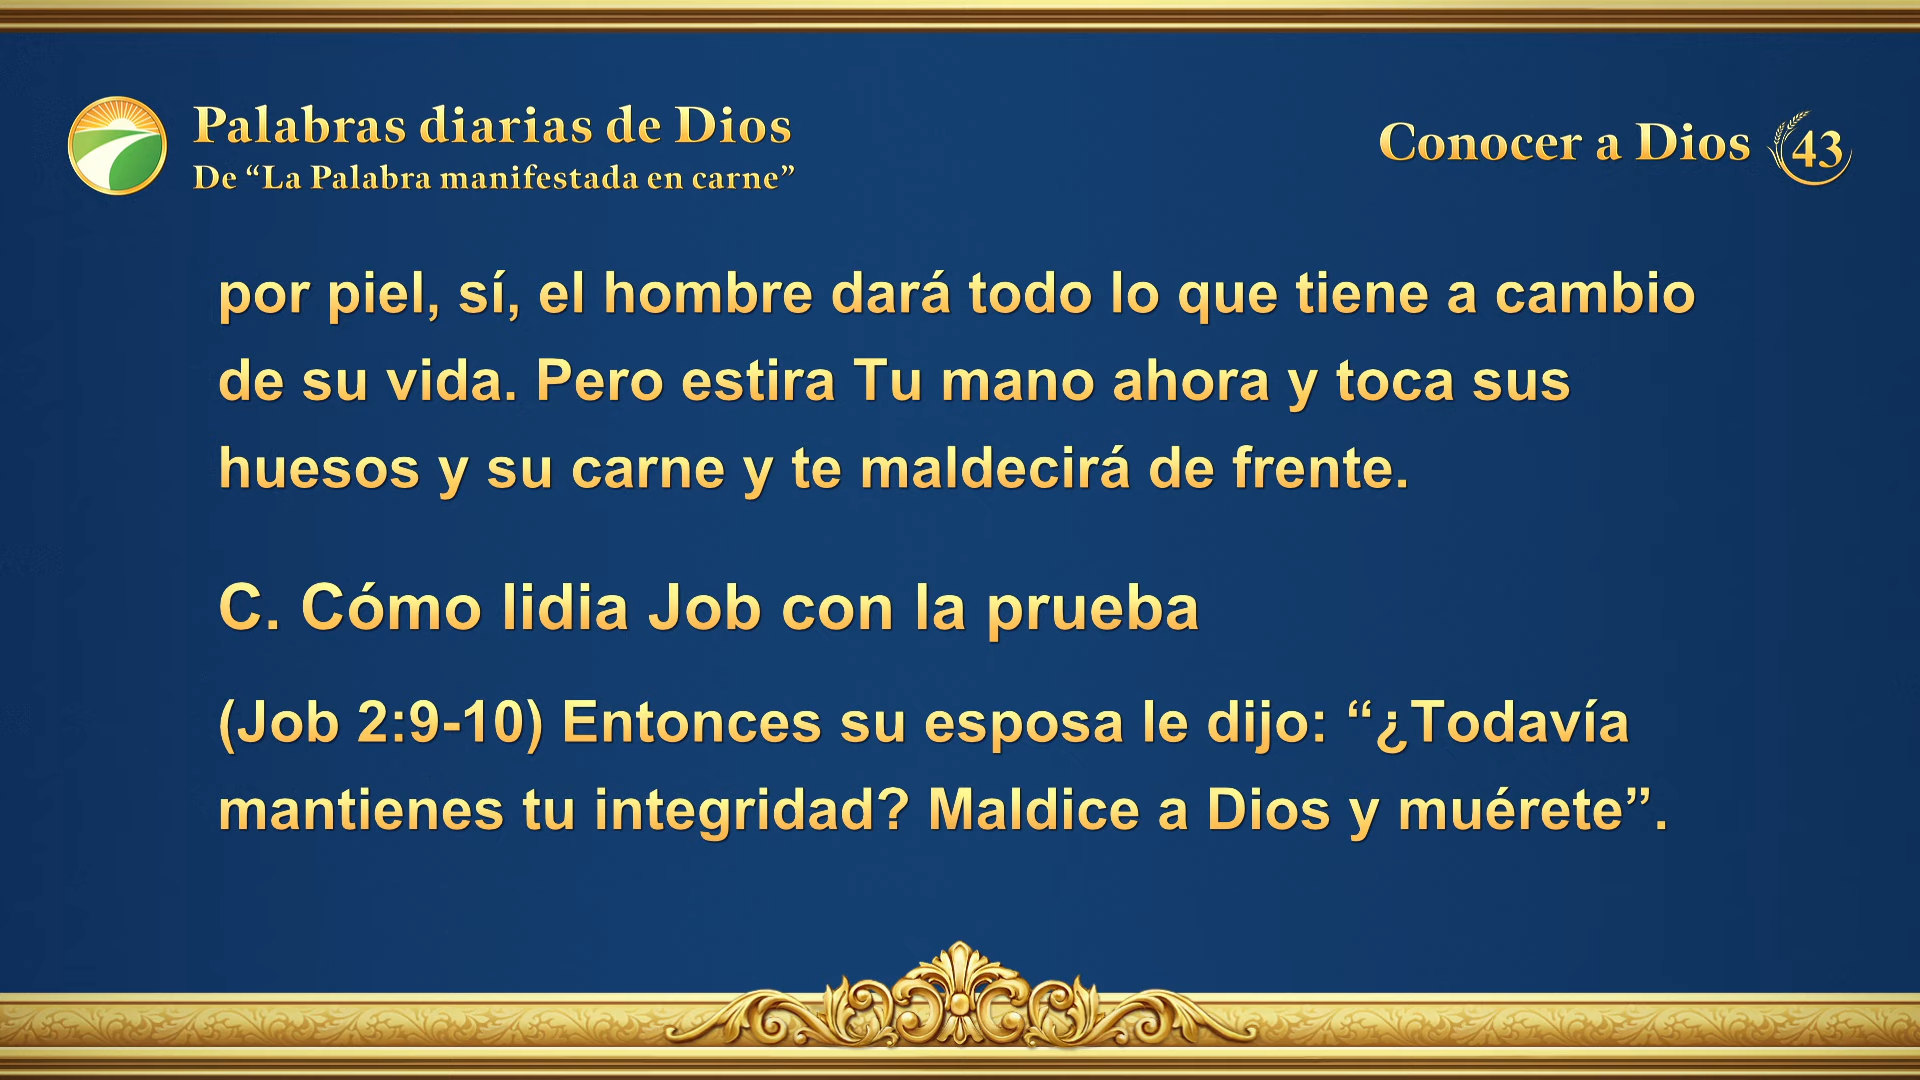 Palabras diarias de Dios
De “La Palabra manifestada en carne”
Conocer a Dios 43
por piel, sí, el hombre dará todo lo que tiene a cambio
de su vida. Pero estira Tu mano ahora y toca sus
huesos y su carne y te maldecirá de frente.
C. Cómo lidia Job con la prueba
(Job 2:9-10) Entonces su esposa le dijo: “¿Todavía
mantienes tu integridad? Maldice a Dios y muérete”.